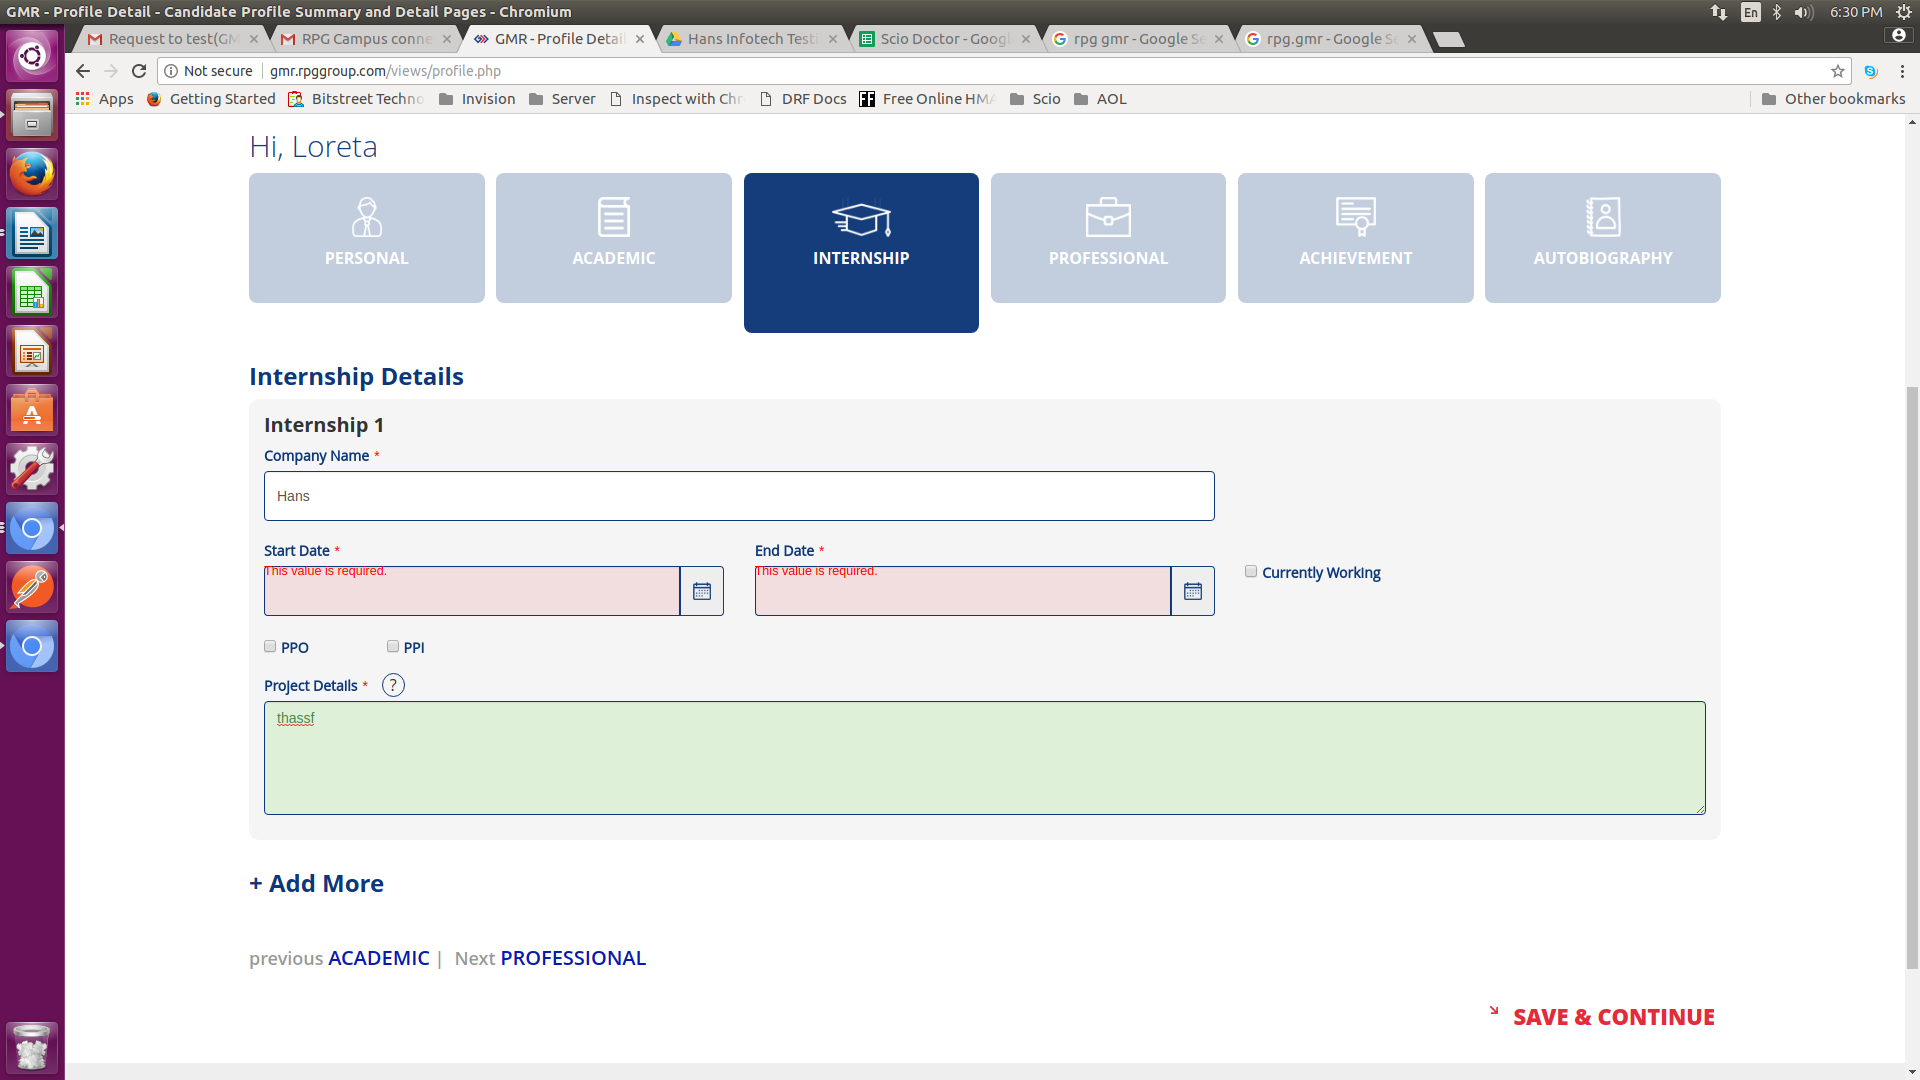 GMR - Profile Detail - Candidate Profile Summary and Detail Pages - Chromium
En
6:30 PM
Request to test(GM
RPG Campus conne
GMR - Profile Detail
Hans Infotech Testi
Scio Doctor - Googl
rpg gmr - Google Se
rpg.gmr - Google Se
Not secure
gmr.rpggroup.com/views/profile.php
Apps
Getting Started
Bitstreet Techno
Invision
Server
Inspect with Chr
DRF Docs
FF
Free Online HMA
Scio
AOL
Other bookmarks
Hi, Loreta
PERSONAL
ACADEMIC
INTERNSHIP
PROFESSIONAL
ACHIEVEMENT
AUTOBIOGRAPHY
Internship Details
Internship 1
Company Name *
Hans
Start Date *
End Date *
This value is required.
This value is required.
Currently Working
PPO
PPI
Project Details * ?
thassf
+ Add More
previous ACADEMIC | Next PROFESSIONAL
SAVE & CONTINUE